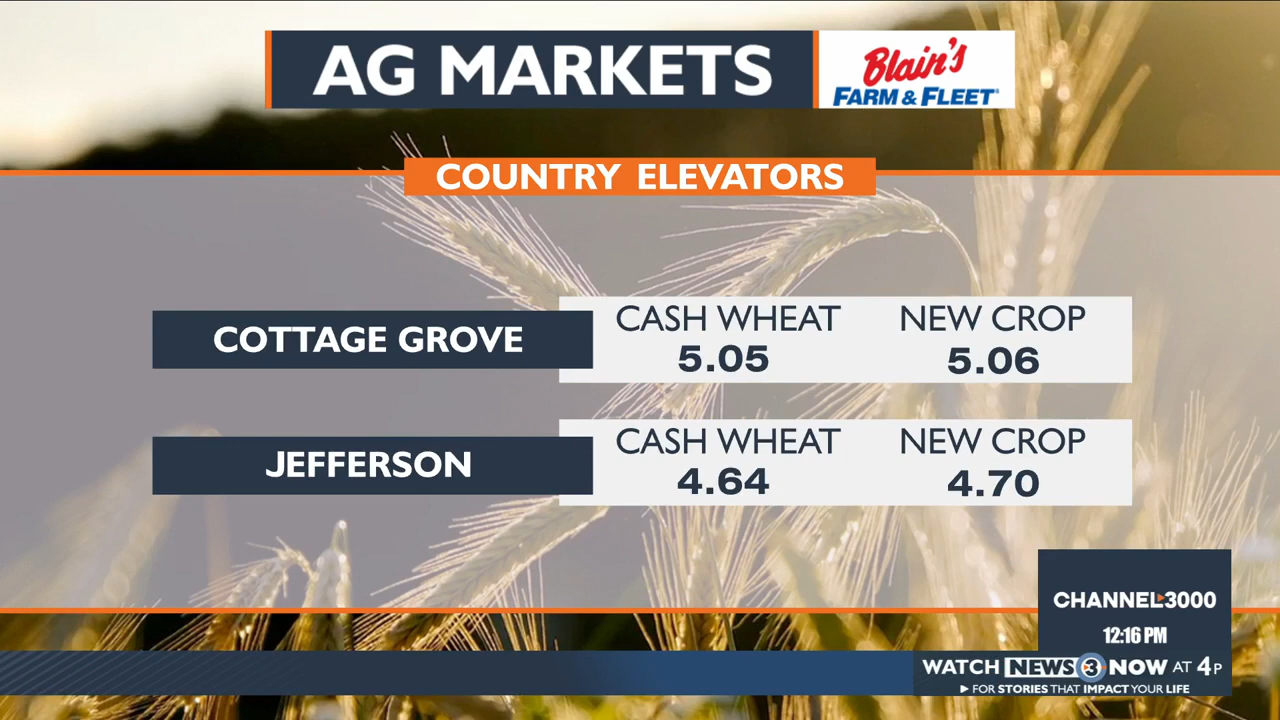 AG MARKETS
Blain's
FARM & FLEET
COUNTRY ELEVATORS
COTTAGE GROVE
CASH WHEAT NEW CROP
5.05 5.06
JEFFERSON
CASH WHEAT NEW CROP
4.64 4.70
CHANNEL3000
12:16 PM
WATCH NEWS 3 NOW AT 4P
FOR STORIES THAT IMPACT YOUR LIFE